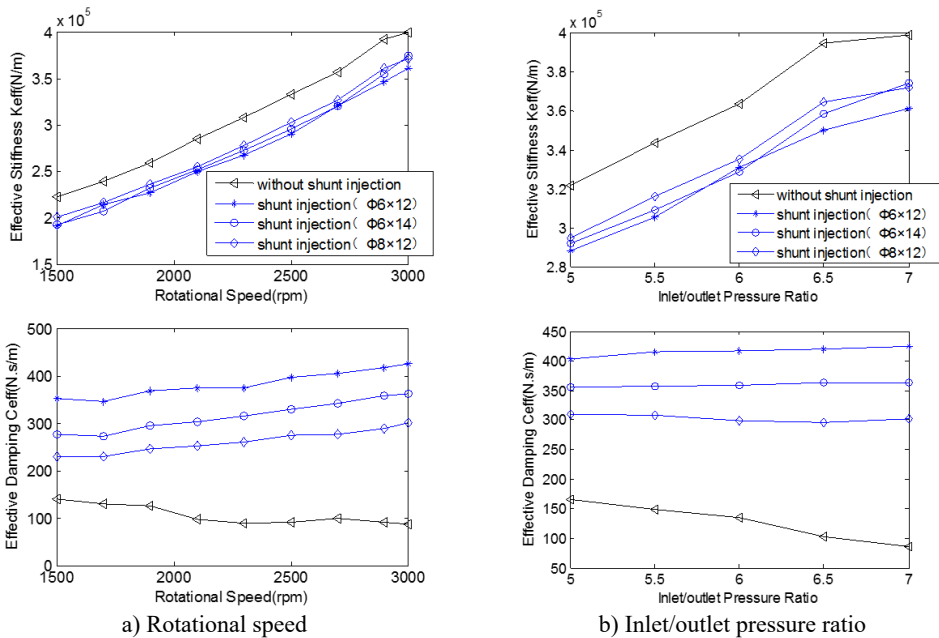 x 10^5
4
3.5
3
2.5
2
1.5
Effective Stiffness Keff(N/m)
without shunt injection
shunt injection( Φ6×12)
shunt injection( Φ6×14)
shunt injection( Φ8×12)
1500 2000 2500 3000
Rotational Speed(rpm)
x 10^5
4
3.8
3.6
3.4
3.2
3
2.8
Effective Stiffness Keff(N/m)
without shunt injection
shunt injection( Φ6×12)
shunt injection( Φ6×14)
shunt injection( Φ8×12)
5 5.5 6 6.5 7
Inlet/outlet Pressure Ratio
500
400
300
200
100
0
Effective Damping Ceff(N.s/m)
1500 2000 2500 3000
Rotational Speed(rpm)
450
400
350
300
250
200
150
100
50
Effective Damping Ceff(N.s/m)
5 5.5 6 6.5 7
Inlet/outlet Pressure Ratio
a) Rotational speed
b) Inlet/outlet pressure ratio